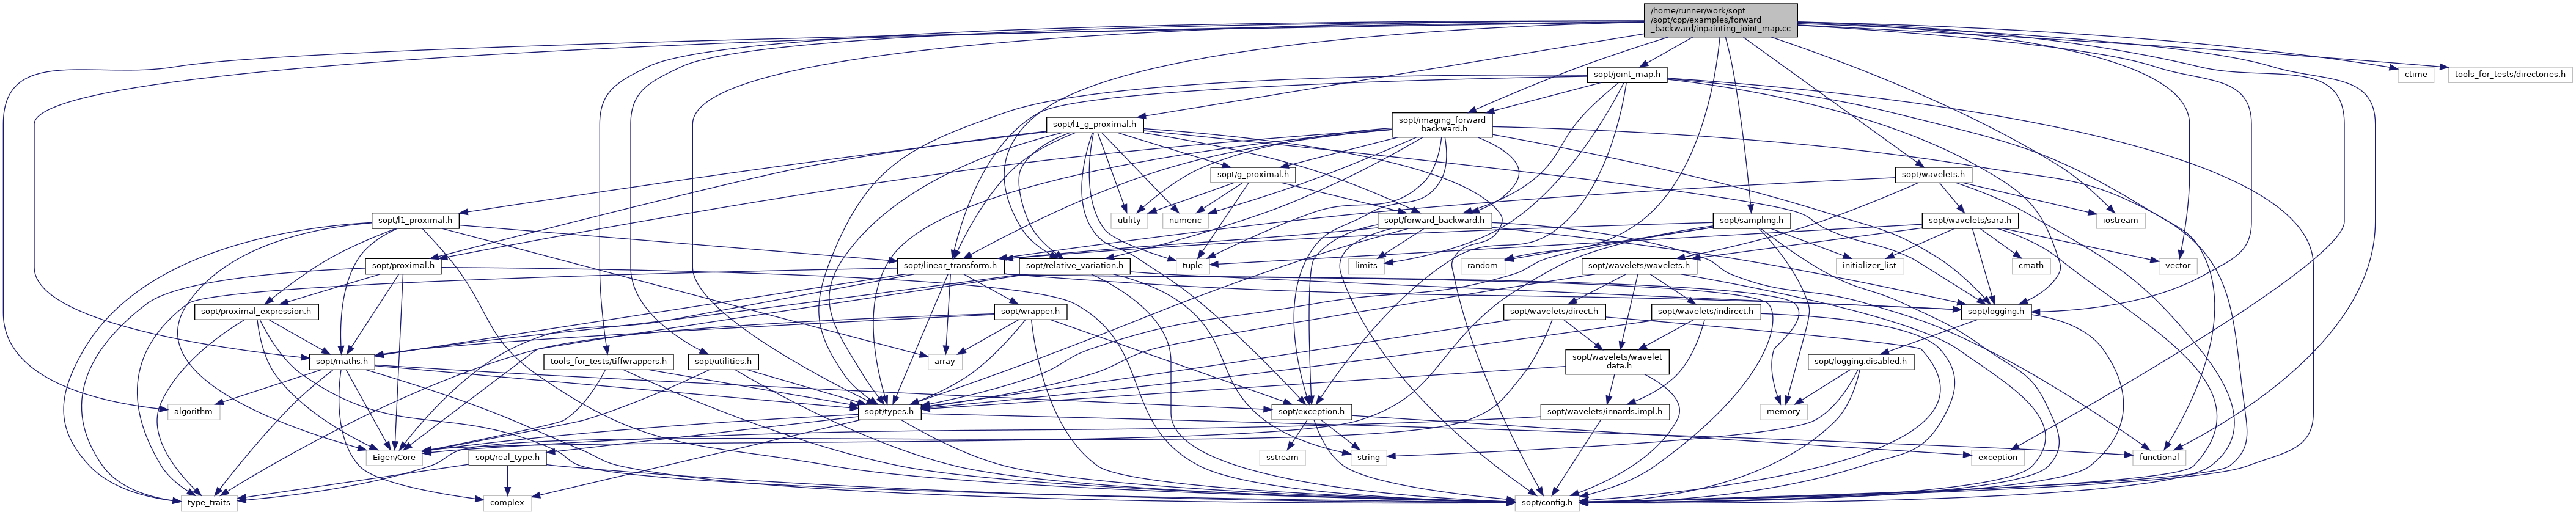 /home/runner/work/sopt
/sopt/cpp/examples/forward
_backward/inpainting_joint_map.cc
sopt/joint_map.h
ctime
tools_for_tests/directories.h
sopt/l1_g_proximal.h
sopt/imaging_forward
_backward.h
sopt/g_proximal.h
sopt/wavelets.h
sopt/l1_proximal.h
utility
numeric
sopt/forward_backward.h
sopt/sampling.h
sopt/wavelets/sara.h
iostream
sopt/proximal.h
sopt/linear_transform.h
sopt/relative_variation.h
tuple
limits
random
sopt/wavelets/wavelets.h
initializer_list
cmath
vector
sopt/proximal_expression.h
sopt/wrapper.h
sopt/wavelets/direct.h
sopt/wavelets/indirect.h
sopt/logging.h
sopt/maths.h
tools_for_tests/tiffwrappers.h
sopt/utilities.h
array
sopt/wavelets/wavelet
_data.h
sopt/logging.disabled.h
algorithm
sopt/types.h
sopt/exception.h
sopt/wavelets/innards.impl.h
memory
Eigen/Core
sopt/real_type.h
sstream
string
exception
functional
type_traits
complex
sopt/config.h